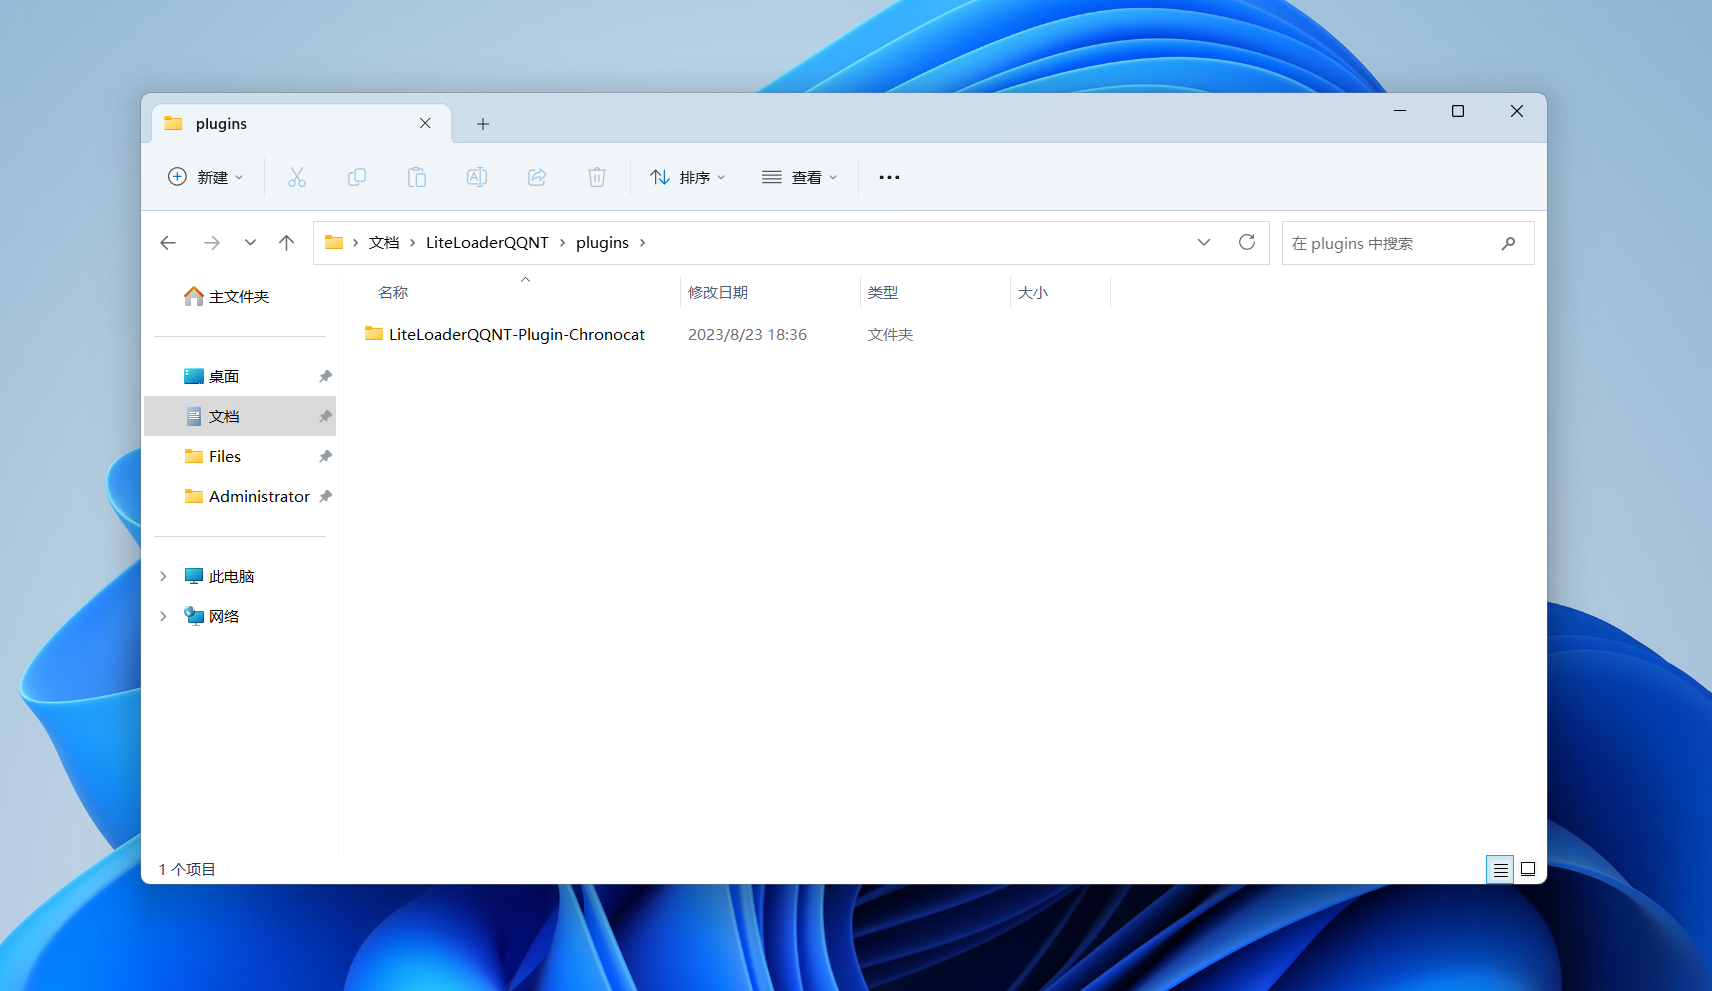 plugins
新建
排序
查看
文档 LiteLoaderQQNT plugins
在 plugins 中搜索
主文件夹
桌面
文档
Files
Administrator
此电脑
网络
名称 修改日期 类型 大小
LiteLoaderQQNT-Plugin-Chronocat 2023/8/23 18:36 文件夹
1 个项目